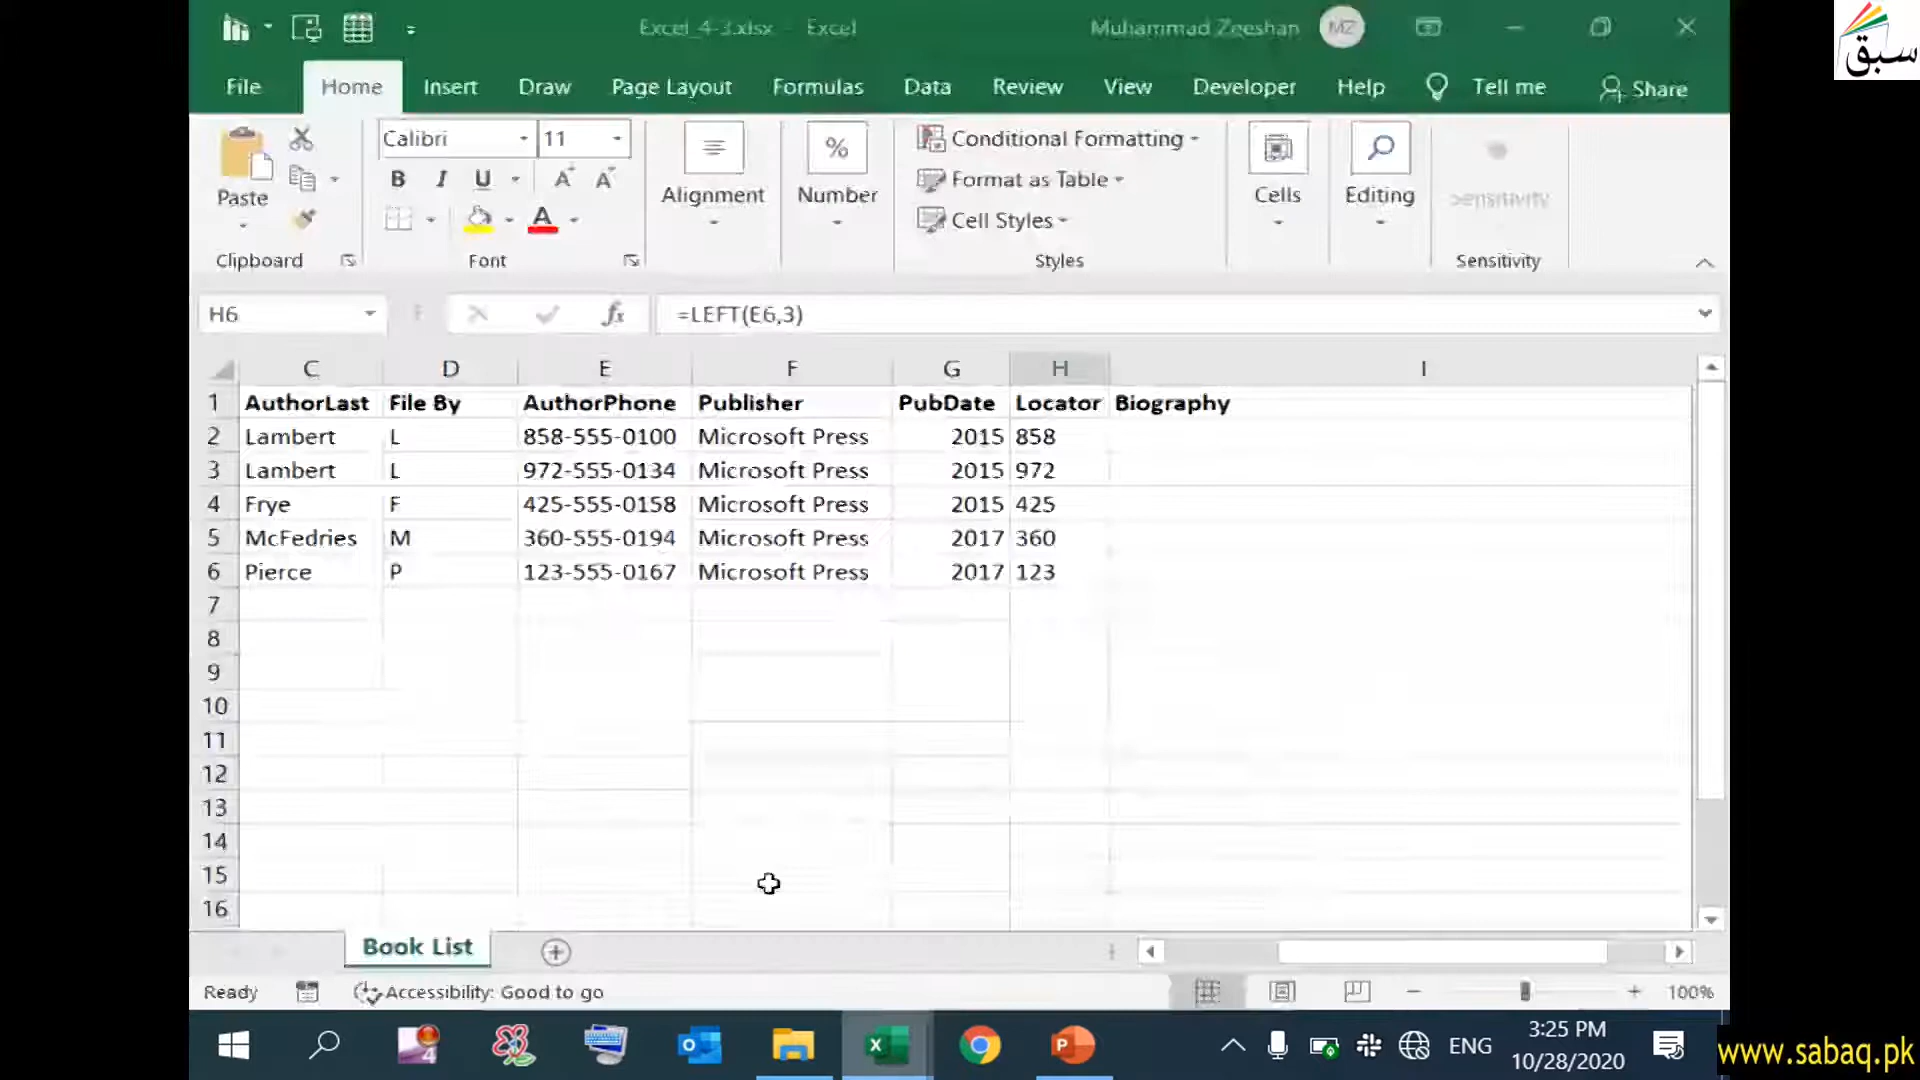 Excel_4-3.xlsx - Excel
Muhammad Zeeshan
MZ
سبق
File Home Insert Draw Page Layout Formulas Data Review View Developer Help Tell me Share
Calibri 11 Conditional Formatting
Paste B I U A A Alignment % Number Format as Table Cells Editing Sensitivity
A Cell Styles
Clipboard Font Styles Sensitivity
H6 fx =LEFT(E6,3)
C D E F G H I
1 AuthorLast File By AuthorPhone Publisher PubDate Locator Biography
2 Lambert L 858-555-0100 Microsoft Press 2015 858
3 Lambert L 972-555-0134 Microsoft Press 2015 972
4 Frye F 425-555-0158 Microsoft Press 2015 425
5 McFedries M 360-555-0194 Microsoft Press 2017 360
6 Pierce P 123-555-0167 Microsoft Press 2017 123
7
8
9
10
11
12
13
14
15
16
Book List
Ready Accessibility: Good to go 100%
4 ENG 3:25 PM
10/28/2020
www.sabaq.pk